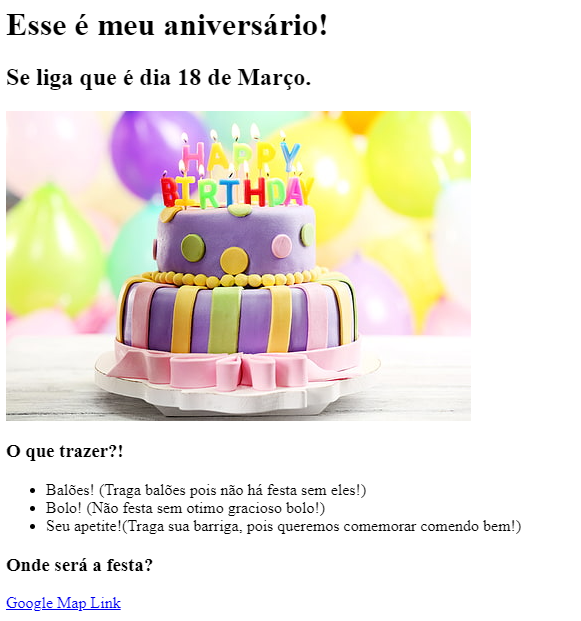 Esse é meu aniversário!
Se liga que é dia 18 de Março.
HAPPY
BIRTHDAY
O que trazer?!
Balões! (Traga balões pois não há festa sem eles!)
Bolo! (Não festa sem otimo gracioso bolo!)
Seu apetite!(Traga sua barriga, pois queremos comemorar comendo bem!)
Onde será a festa?
Google Map Link